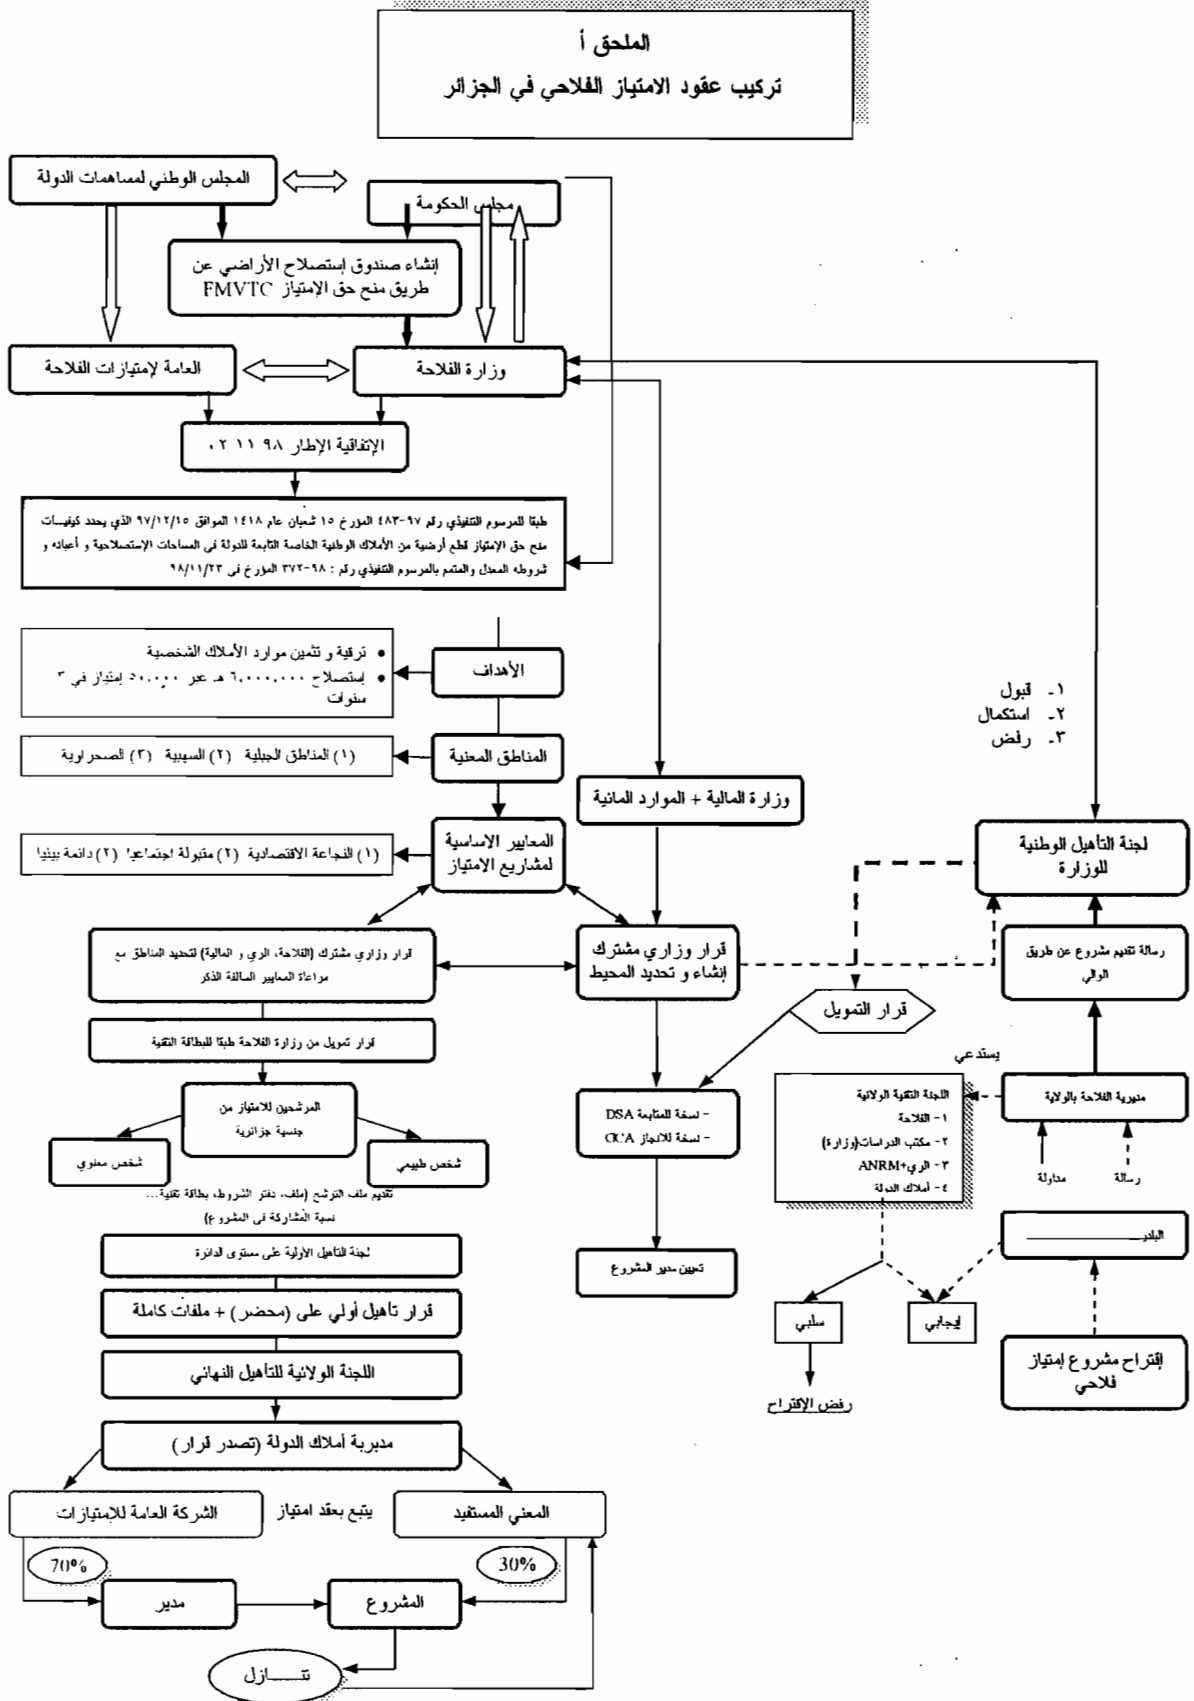 الملحق أ
تركيب عقود الامتياز الفلاحي في الجزائر
المجلس الوطني لمساهمات الدولة
مجلس الحكومة
إنشاء صندوق إستصلاح الأراضي عن
طريق منح حق الإمتياز FMVTC
العامة لإمتيازات الفلاحة
وزارة الفلاحة
الإتفاقية الإطار ٩٨ ١١ ٠٢
طبقا للمرسوم التنفيذي رقم ٩٧-٤٨٣ المؤرخ ١٥ شعبان عام ١٤١٨ الموافق ٩٧/١٢/١٥ الذي يحدد كيفيات
منح حق الإمتياز قطع أرضية من الأملاك الوطنية الخاصة التابعة للدولة في المساحات الإستصلاحية و أعبائه و
شروطه المعدل والمتمم بالمرسوم التنفيذي رقم : ٩٨-٣٧٢ المؤرخ في ٩٨/١١/٢٣
الأهداف
• ترقية و تثمين موارد الأملاك الشخصية
• إستصلاح ٦,٠٠٠,٠٠٠ هـ عبر ٥٠,٠٠٠ إمتياز في ٣
سنوات
المناطق المعنية
(١) المناطق الجبلية (٢) السهبية (٣) الصحراوية
المعايير الاساسية
لمشاريع الامتياز
(١) النجاعة الاقتصادية (٢) مقبولة اجتماعيا (٢) دائمة بيئيا
وزارة المالية + الموارد المائية
١- قبول
٢- استكمال
٣- رفض
لجنة التأهيل الوطنية
للوزارة
قرار وزاري مشترك (الفلاحة، الري و المالية) لتحديد المناطق مع
مراعاة المعايير السالفة الذكر
قرار وزاري مشترك
إنشاء و تحديد المحيط
رسالة تقديم مشروع عن طريق
الوالي
قرار التمويل
قرار تمويل من وزارة الفلاحة طبقا للبطاقة التقنية
يستدعي
المرشحين للامتياز من
جنسية جزائرية
شخص معنوي
شخص طبيعي
- نسخة للمتابعة DSA
- نسخة للانجاز GCA
اللجنة التقنية الولائية
١- الفلاحة
٢- مكتب الدراسات(وزارة)
٣- الري+ANRM
٤- أملاك الدولة
مديرية الفلاحة بالولاية
مداولة
رسالة
تقديم ملف الترشح (ملف، دفتر الشروط، بطاقة تقنية...
نسبة المشاركة في المشروع)
لجنة التأهيل الأولية على مستوى الدائرة
تعيين مدير المشروع
قرار تأهيل أولي على (محضر) + ملفات كاملة
سلبي
إيجابي
رفض الإقتراح
إقتراح مشروع إمتياز
فلاحي
اللجنة الولائية للتأهيل النهائي
مديرية أملاك الدولة (تصدر قرار)
الشركة العامة للإمتيازات
يتبع بعقد امتياز
المعني المستفيد
70%
30%
مدير
المشروع
تنـــازل